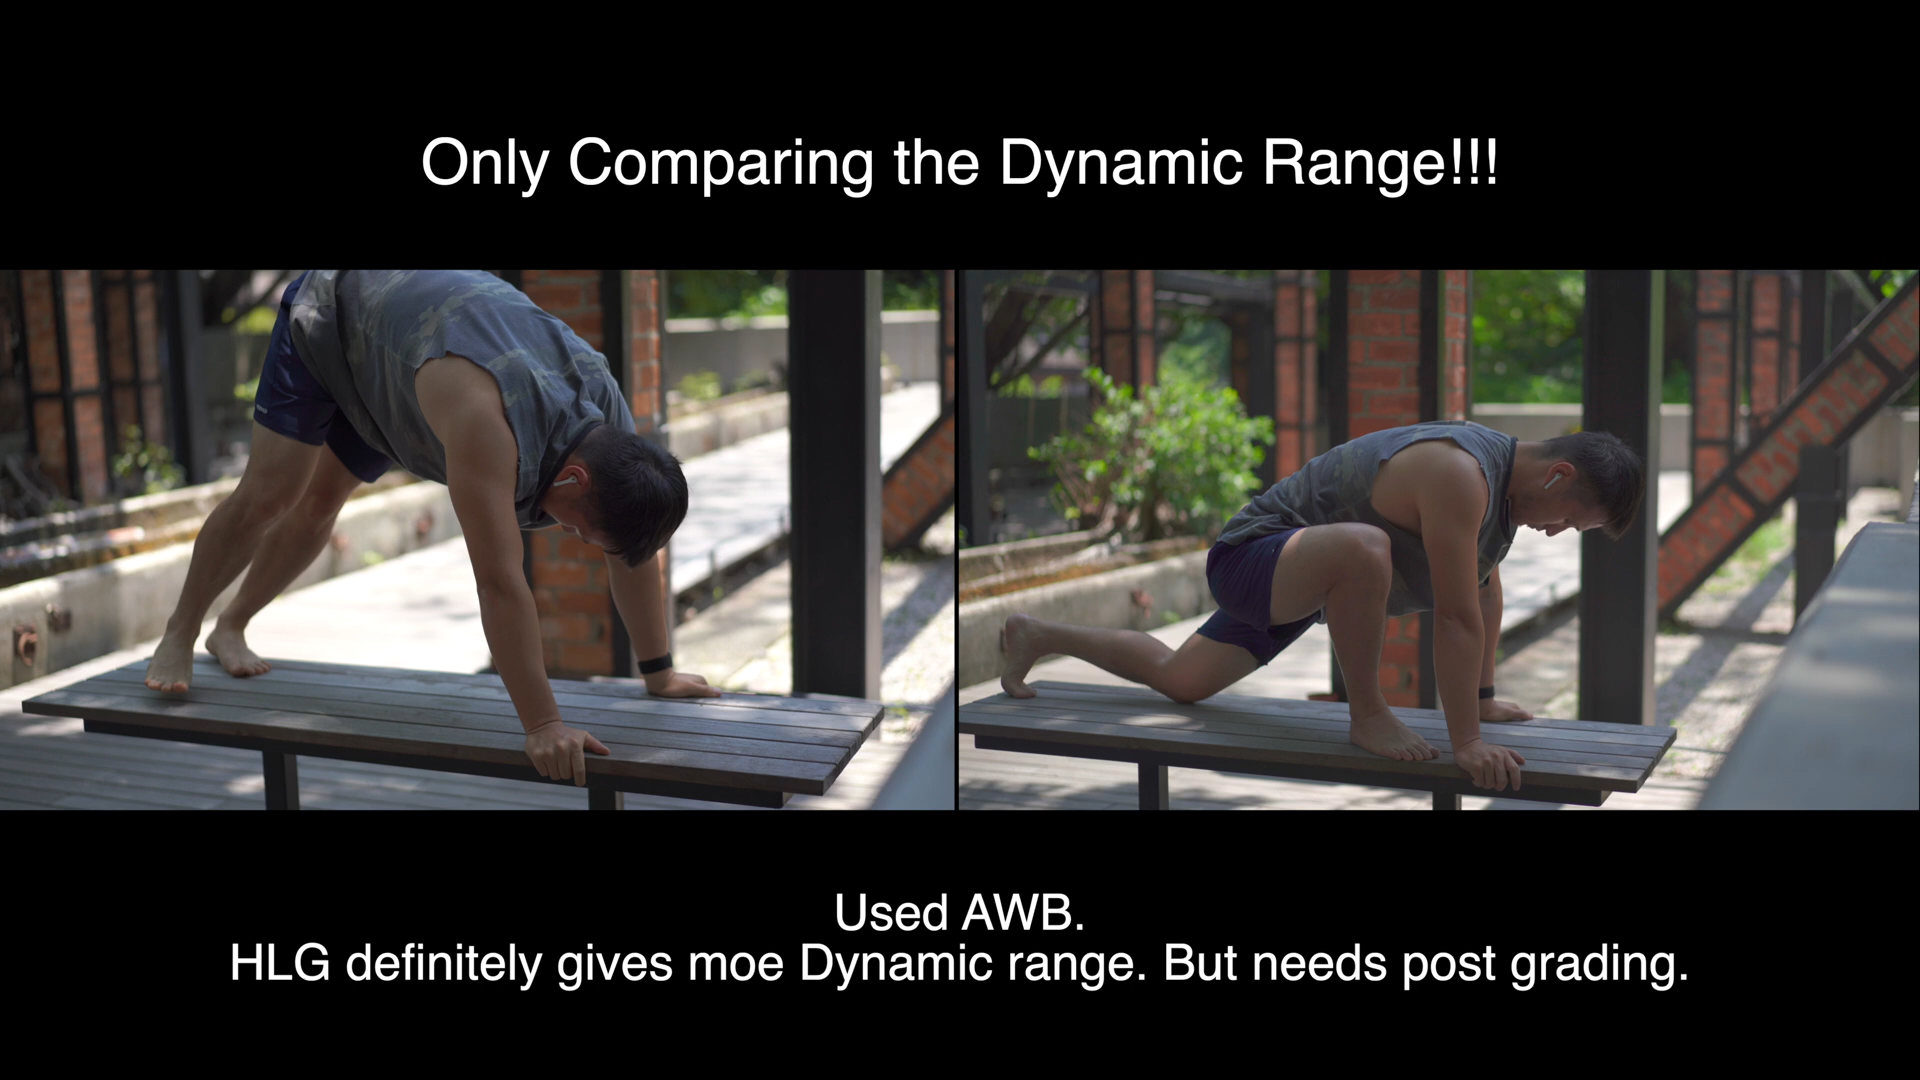 Only Comparing the Dynamic Range!!!
Used AWB.
HLG definitely gives moe Dynamic range. But needs post grading.